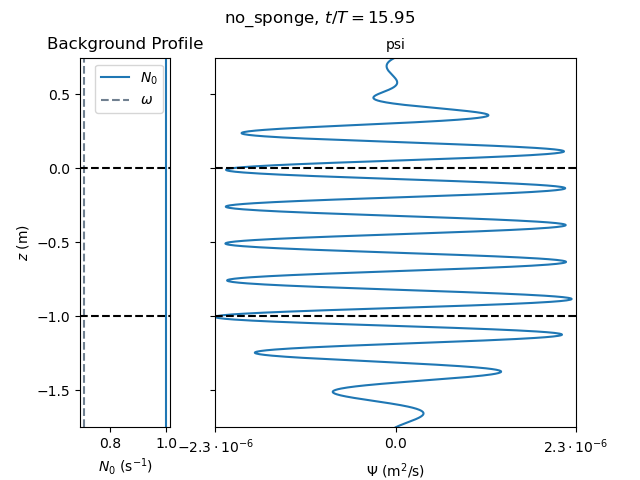 no_sponge, t/T = 15.95
Background Profile
psi
N₀
ω
0.5
0.0
−0.5
−1.0
−1.5
z (m)
0.8
1.0
N₀ (s⁻¹)
−2.3 · 10⁻⁶
0.0
2.3 · 10⁻⁶
Ψ (m²/s)